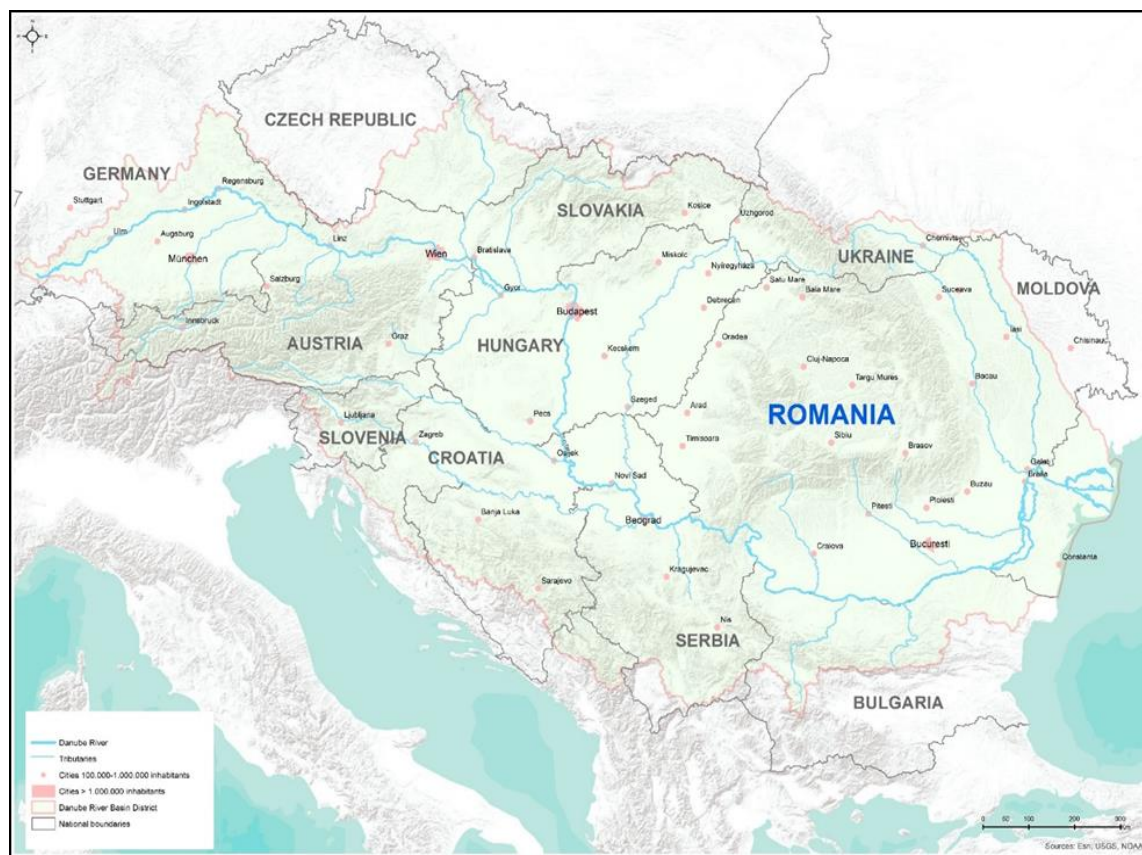 CZECH REPUBLIC
GERMANY
Regensburg
Stuttgart
Ingolstadt
SLOVAKIA
Kosice
Uzhgorod
Ulm
Augsburg
Linz
Wien
Bratislava
Chernivtsi
UKRAINE
München
Miskolc
Nyiregyháza
Salzburg
Satu Mare
Baia Mare
Suceava
MOLDOVA
Gyor
Debrecen
Budapest
Innsbruck
Iasi
Graz
AUSTRIA
HUNGARY
Oradea
Chisinau
Kecskem
Cluj-Napoca
Targu Mures
Bacau
Szeged
Arad
ROMANIA
Pecs
Ljubljana
SLOVENIA
Zagreb
CROATIA
Timisoara
Sibiu
Brasov
Osijek
Galati
Braila
Novi Sad
Buzau
Banja Luka
Beograd
Pitesti
Ploiesti
Bucuresti
Craiova
Constanta
Kragujevac
Sarajevo
Nis
SERBIA
BULGARIA
Danube River
Tributaries
Cities 100.000-1.000.000 inhabitants
Cities > 1.000.000 inhabitants
Danube River Basin District
National boundaries
0 50 100 200 300
Km
Sources: Esri, USGS, NOAA